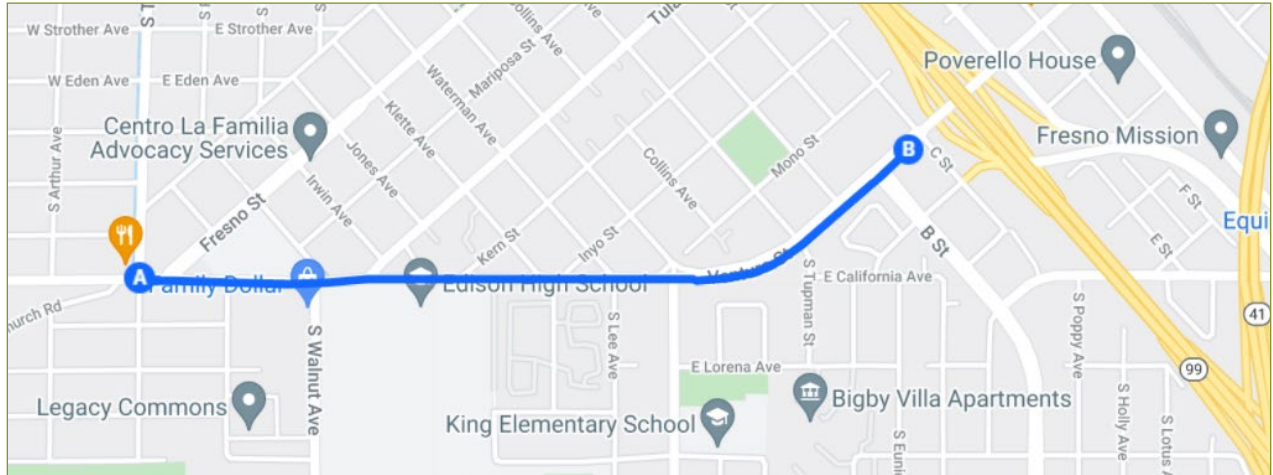 S T
S P
W Strother Ave
E Strother Ave
S
Collins Ave
Tula
Mariposa St
Waterman Ave
W Eden Ave
E Eden Ave
Klette Ave
Poverello House
Centro La Familia
Advocacy Services
Jones Ave
Irwin Ave
S Arthur Ave
Fresno St
Collins Ave
Mono St
B
C St
Fresno Mission
F St
E St
Equi
Kern St
Inyo St
B St
A
Family Dollar
Edison High School
Ventura St
S Tupman St
E California Ave
hurch Rd
S Walnut Ave
S Lee Ave
S Poppy Ave
41
E Lorena Ave
99
Legacy Commons
King Elementary School
Bigby Villa Apartments
S Euni
S Holly Ave
S Lotus A